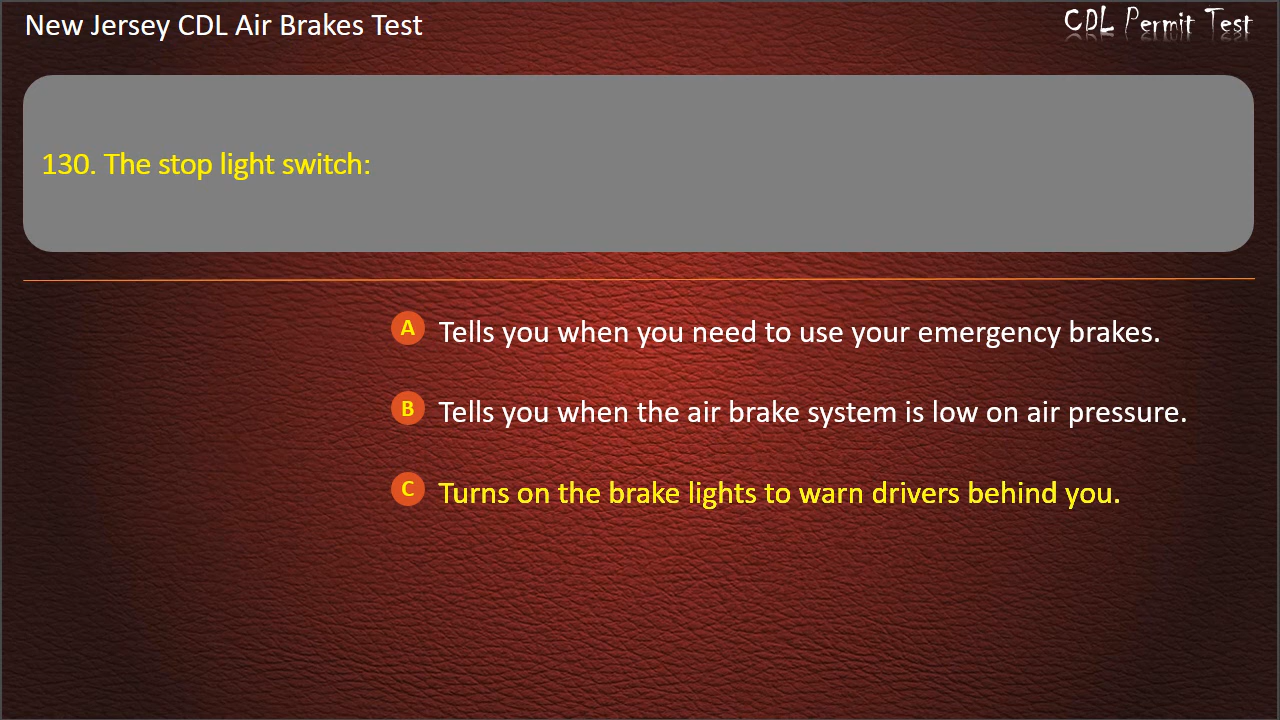 New Jersey CDL Air Brakes Test
CDL Permit Test
130. The stop light switch:
A Tells you when you need to use your emergency brakes.
B Tells you when the air brake system is low on air pressure.
C Turns on the brake lights to warn drivers behind you.